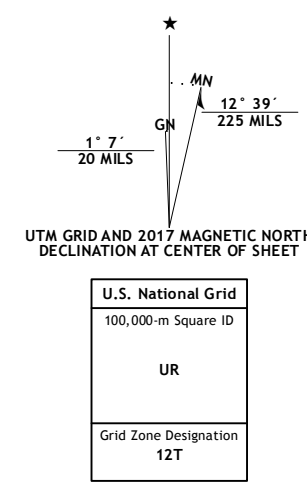 ★
MN
GN
12° 39´
225 MILS
1° 7´
20 MILS
UTM GRID AND 2017 MAGNETIC NORTH
DECLINATION AT CENTER OF SHEET
U.S. National Grid
100,000-m Square ID
UR
Grid Zone Designation
12T